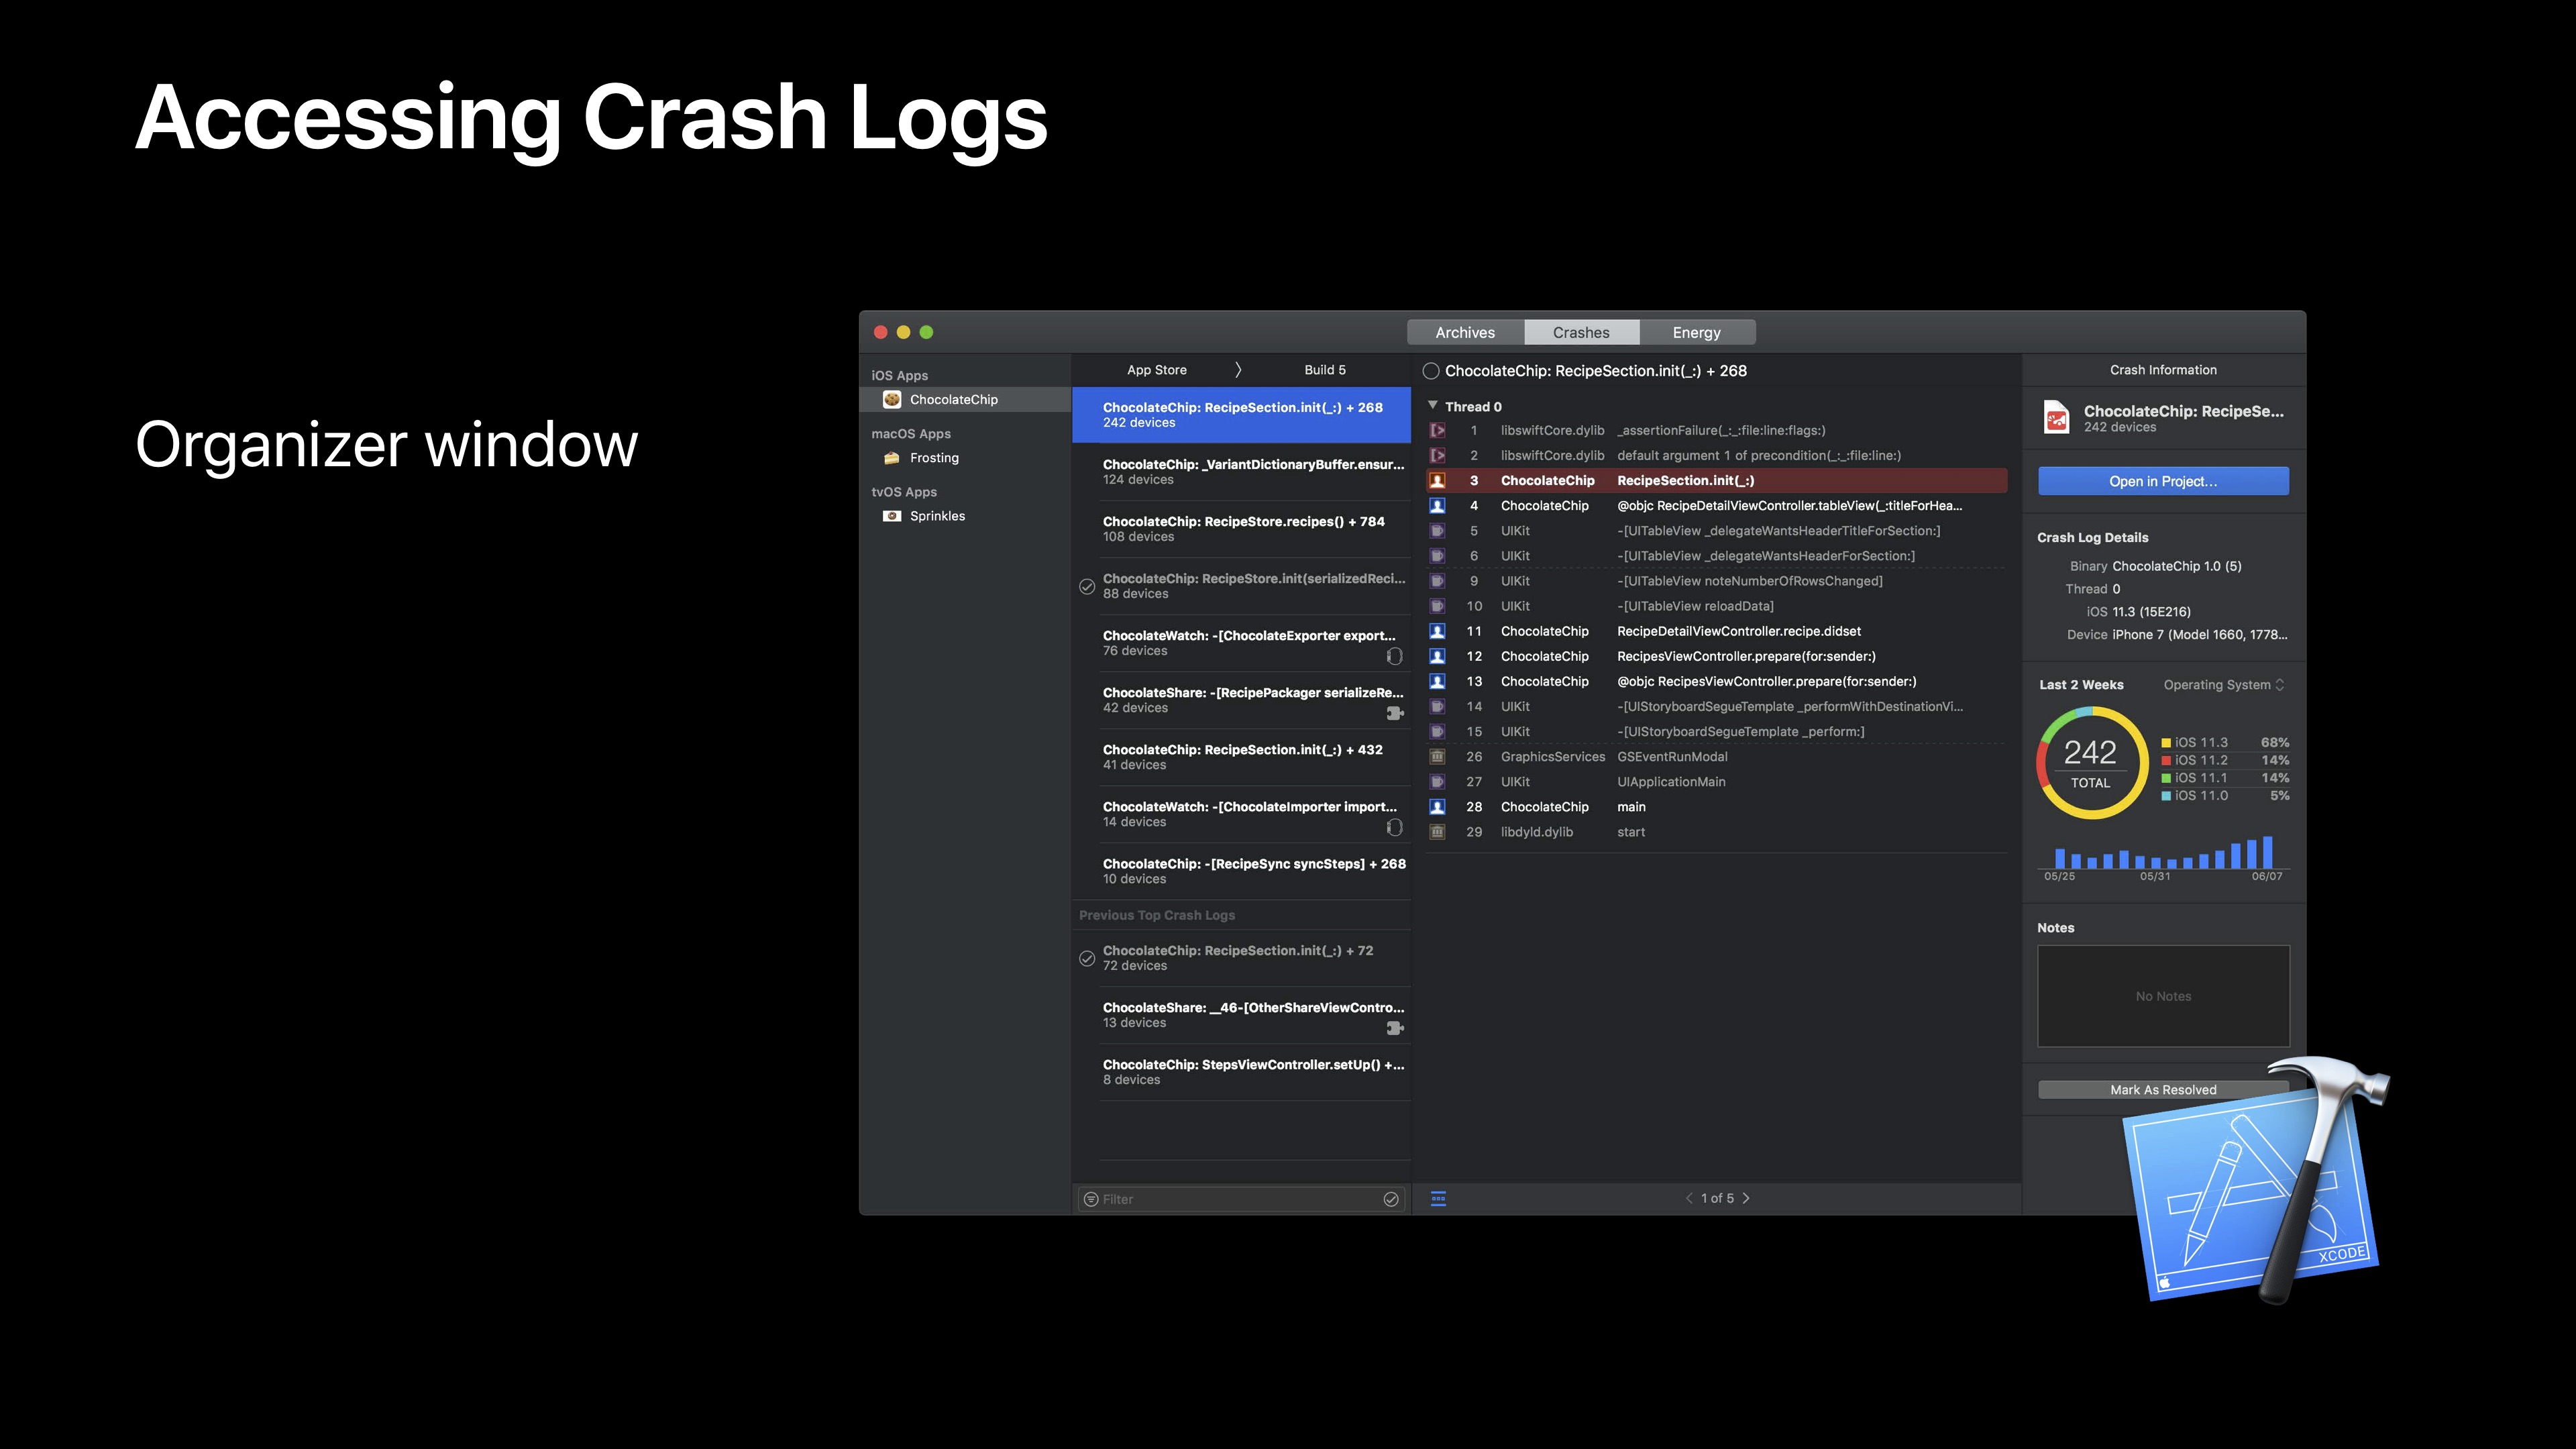 Accessing Crash Logs
Organizer window
Archives
Crashes
Energy
iOS Apps
ChocolateChip
macOS Apps
Frosting
tvOS Apps
Sprinkles
App Store 〉 Build 5
ChocolateChip: RecipeSection.init(_:) + 268
242 devices
ChocolateChip: _VariantDictionaryBuffer.ensur...
124 devices
ChocolateChip: RecipeStore.recipes() + 784
108 devices
ChocolateChip: RecipeStore.init(serializedReci...
88 devices
ChocolateWatch: -[ChocolateExporter export...
76 devices
ChocolateShare: -[RecipePackager serializeRe...
42 devices
ChocolateChip: RecipeSection.init(_:) + 432
41 devices
ChocolateWatch: -[ChocolateImporter import...
14 devices
ChocolateChip: -[RecipeSync syncSteps] + 268
10 devices
Previous Top Crash Logs
ChocolateChip: RecipeSection.init(_:) + 72
72 devices
ChocolateShare: __46-[OtherShareViewContro...
13 devices
ChocolateChip: StepsViewController.setUp() +...
8 devices
Filter
ChocolateChip: RecipeSection.init(_:) + 268
Thread 0
1 libswiftCore.dylib _assertionFailure(_:_:file:line:flags:)
2 libswiftCore.dylib default argument 1 of precondition(_:_:file:line:)
3 ChocolateChip RecipeSection.init(_:)
4 ChocolateChip @objc RecipeDetailViewController.tableView(_:titleForHea...
5 UIKit -[UITableView _delegateWantsHeaderTitleForSection:]
6 UIKit -[UITableView _delegateWantsHeaderForSection:]
9 UIKit -[UITableView noteNumberOfRowsChanged]
10 UIKit -[UITableView reloadData]
11 ChocolateChip RecipeDetailViewController.recipe.didset
12 ChocolateChip RecipesViewController.prepare(for:sender:)
13 ChocolateChip @objc RecipesViewController.prepare(for:sender:)
14 UIKit -[UIStoryboardSegueTemplate _performWithDestinationVi...
15 UIKit -[UIStoryboardSegueTemplate _perform:]
26 GraphicsServices GSEventRunModal
27 UIKit UIApplicationMain
28 ChocolateChip main
29 libdyld.dylib start
1 of 5
Crash Information
ChocolateChip: RecipeSe...
242 devices
Open in Project...
Crash Log Details
Binary ChocolateChip 1.0 (5)
Thread 0
iOS 11.3 (15E216)
Device iPhone 7 (Model 1660, 1778...
Last 2 Weeks Operating System
242
TOTAL
iOS 11.3 68%
iOS 11.2 14%
iOS 11.1 14%
iOS 11.0 5%
05/25 05/31 06/07
Notes
No Notes
Mark As Resolved
XCODE